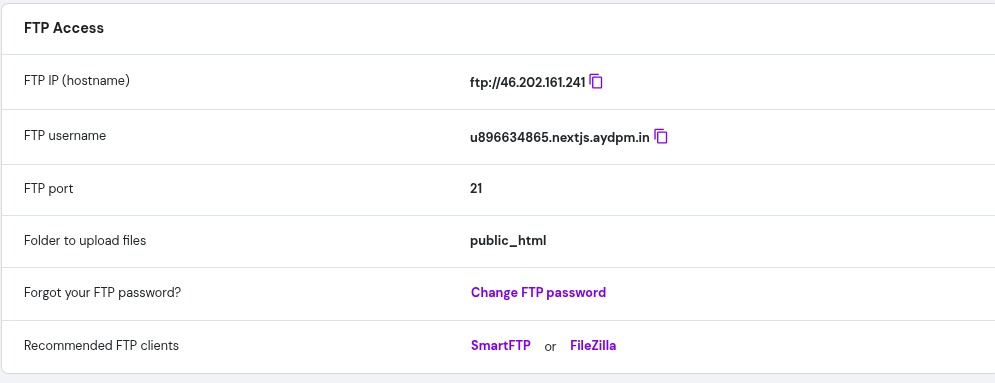 FTP Access
FTP IP (hostname) ftp://46.202.161.241
FTP username u896634865.nextjs.aydpm.in
FTP port 21
Folder to upload files public_html
Forgot your FTP password? Change FTP password
Recommended FTP clients SmartFTP or FileZilla